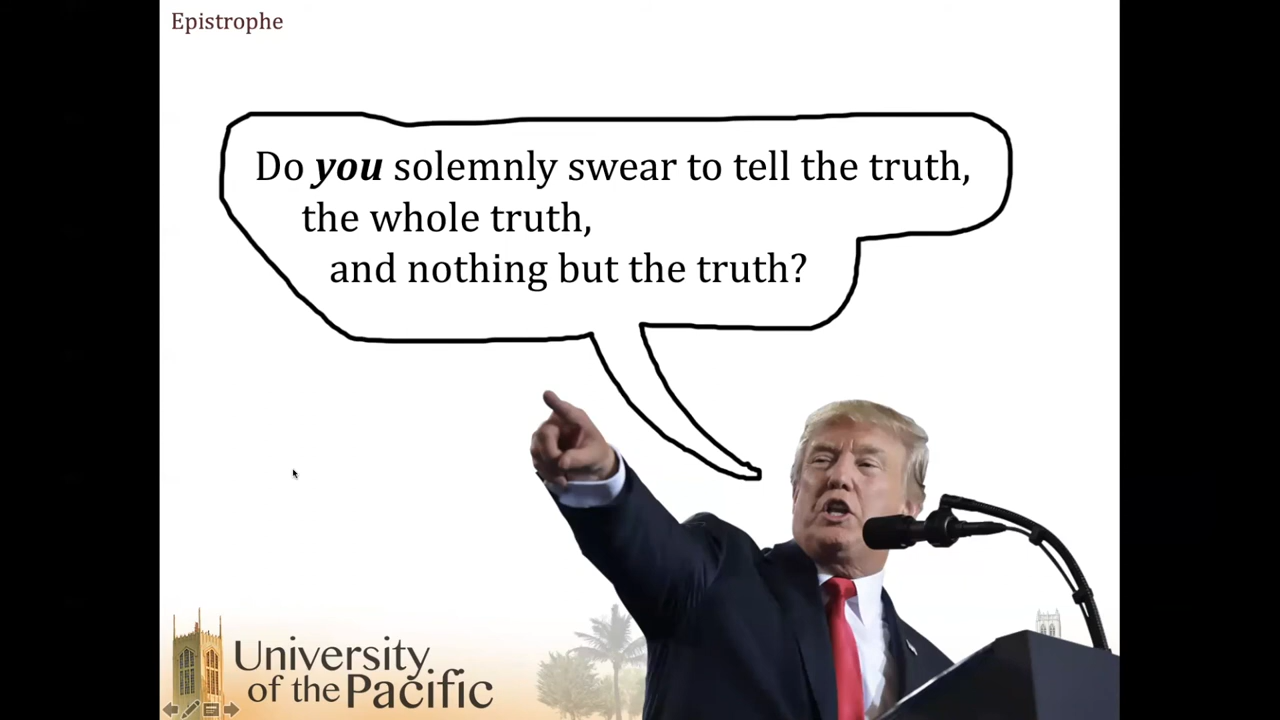 Epistrophe
Do you solemnly swear to tell the truth,
the whole truth,
and nothing but the truth?
University
of the Pacific